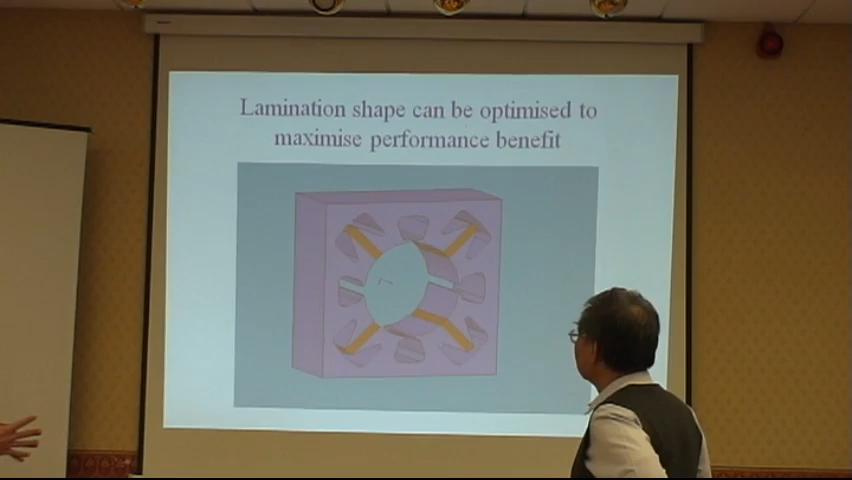 Lamination shape can be optimised to
maximise performance benefit